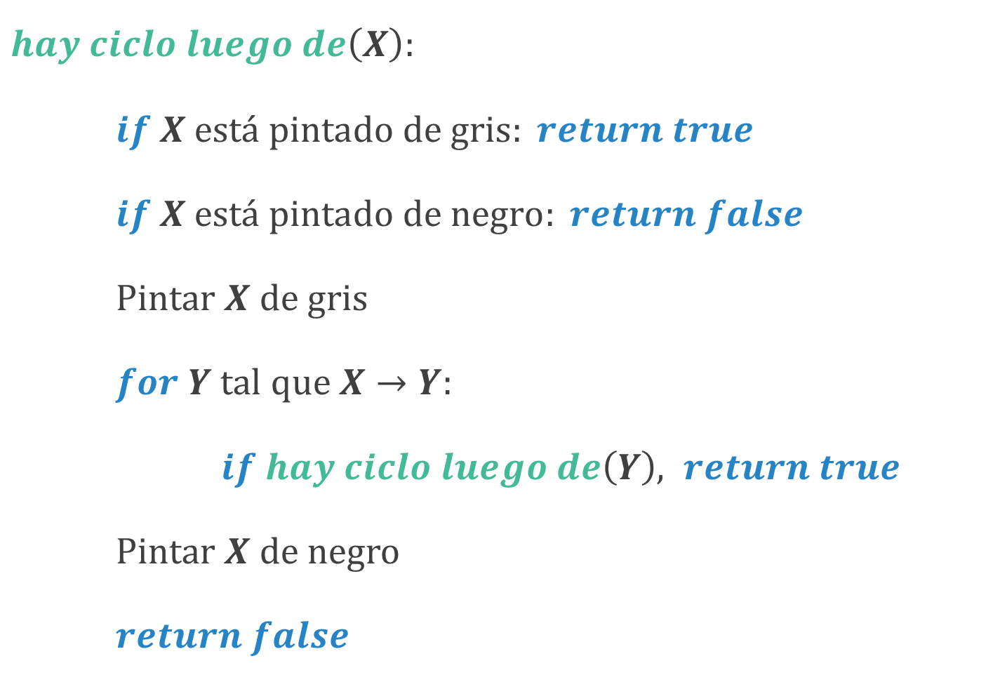 hay ciclo luego de(X):
if X está pintado de gris: return true
if X está pintado de negro: return false
Pintar X de gris
for Y tal que X → Y:
if hay ciclo luego de(Y), return true
Pintar X de negro
return false